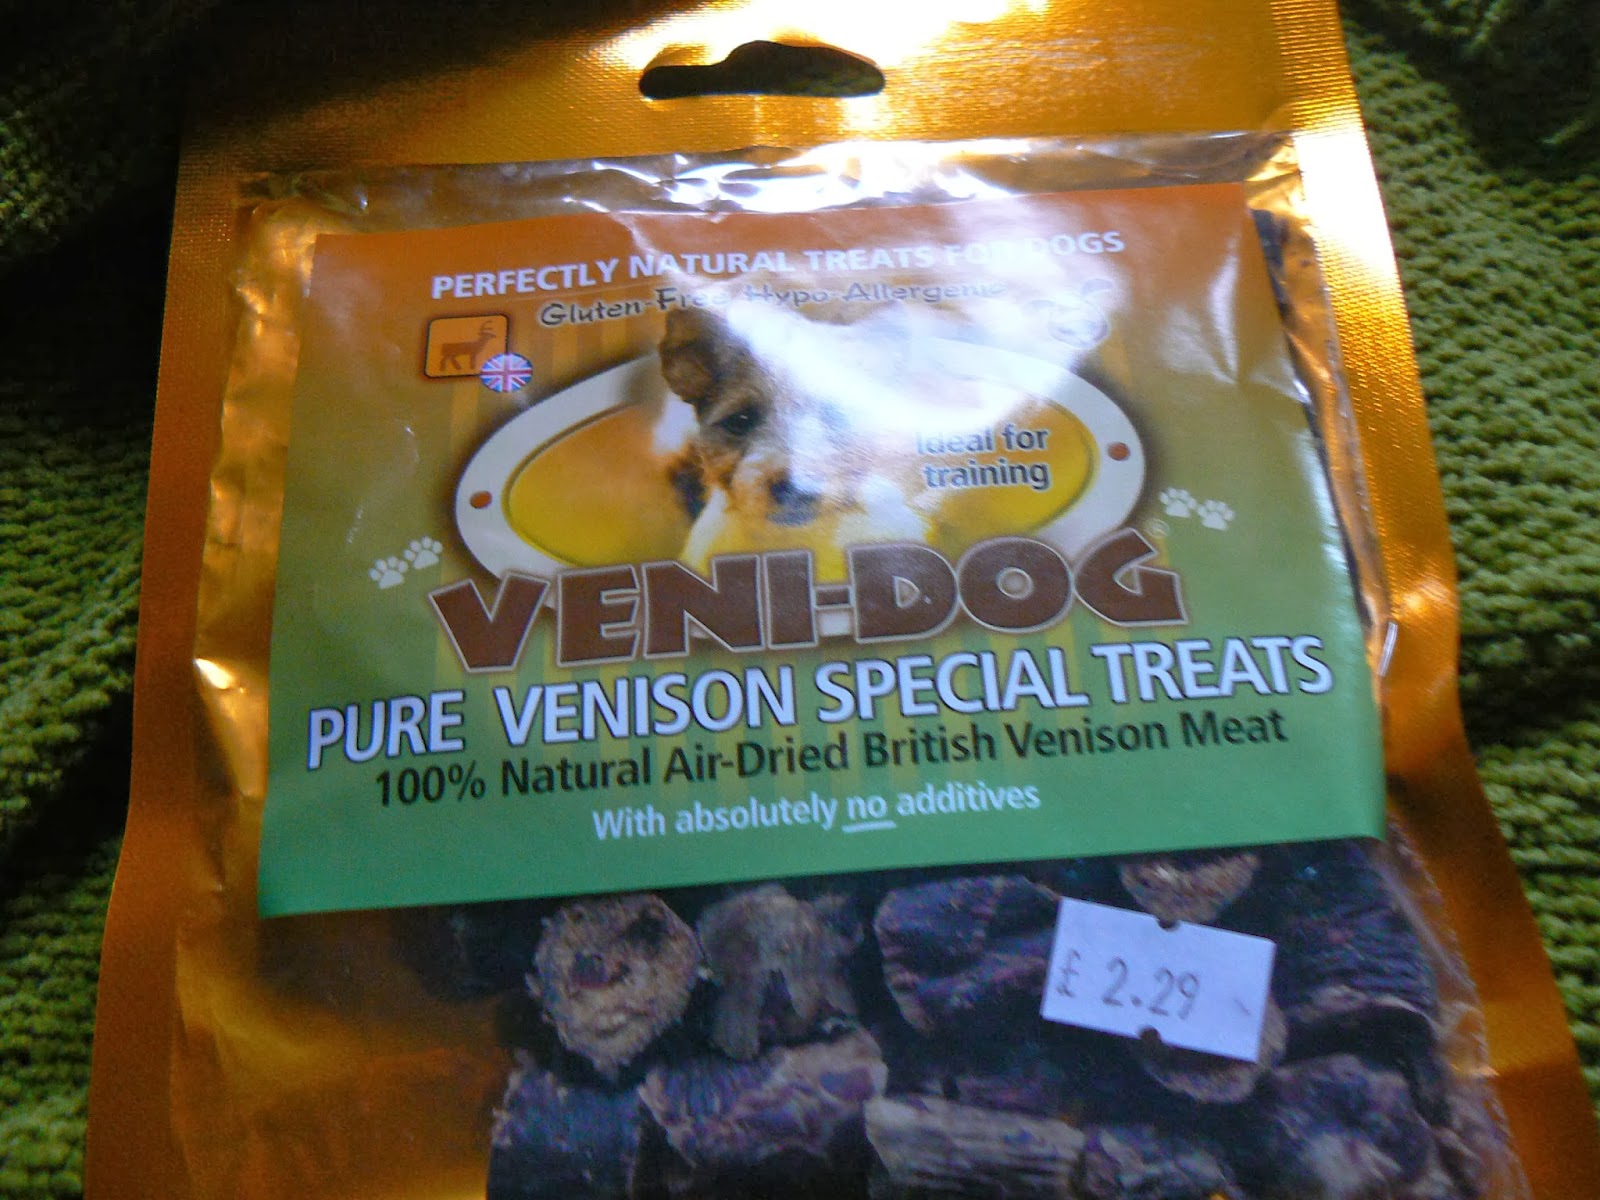 PERFECTLY NATURAL TREATS FOR DOGS
Gluten-Free Hypo-Allergenic
Ideal for
training
VENI-DOG®
PURE VENISON SPECIAL TREATS
100% Natural Air-Dried British Venison Meat
With absolutely no additives
£ 2.29